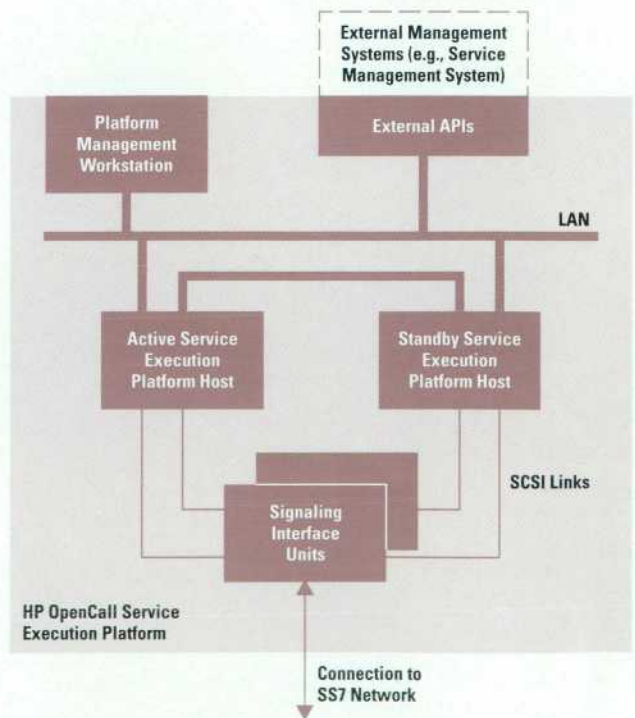 External Management
Systems (e.g., Service
Management System)
Platform
Management
Workstation
External APIs
LAN
Active Service
Execution
Platform Host
Standby Service
Execution
Platform Host
SCSI Links
Signaling
Interface
Units
HP OpenCall Service
Execution Platform
Connection to
SS7 Network